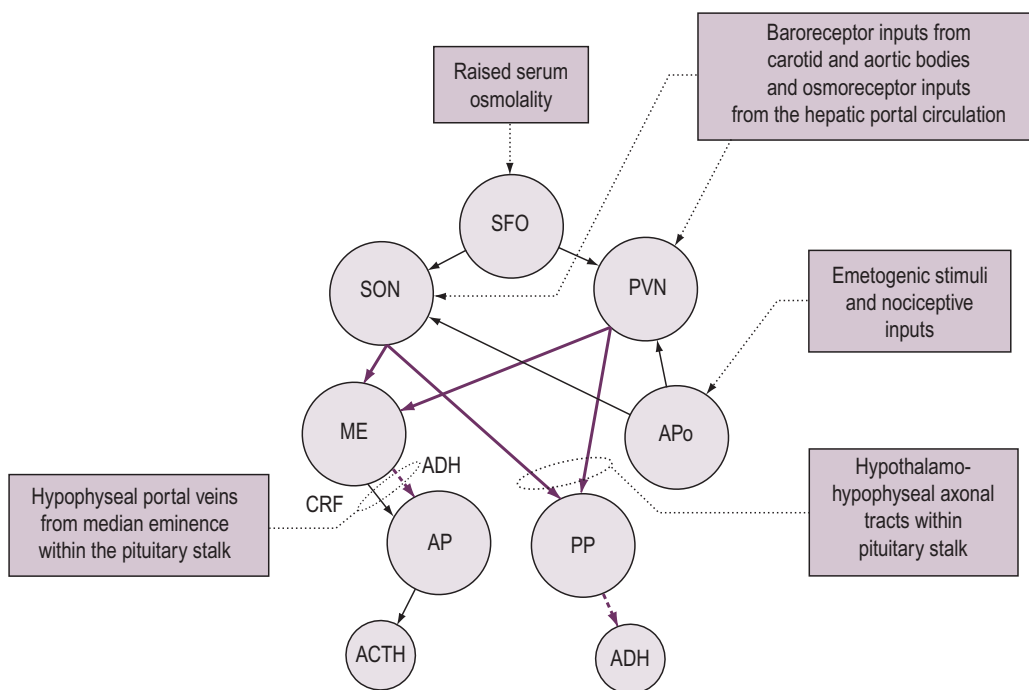 Raised serum
osmolality
Baroreceptor inputs from
carotid and aortic bodies
and osmoreceptor inputs
from the hepatic portal circulation
SFO
SON
PVN
Emetogenic stimuli
and nociceptive
inputs
ME
APo
Hypophyseal portal veins
from median eminence
within the pituitary stalk
CRF
ADH
AP
PP
Hypothalamo-
hypophyseal axonal
tracts within
pituitary stalk
ACTH
ADH